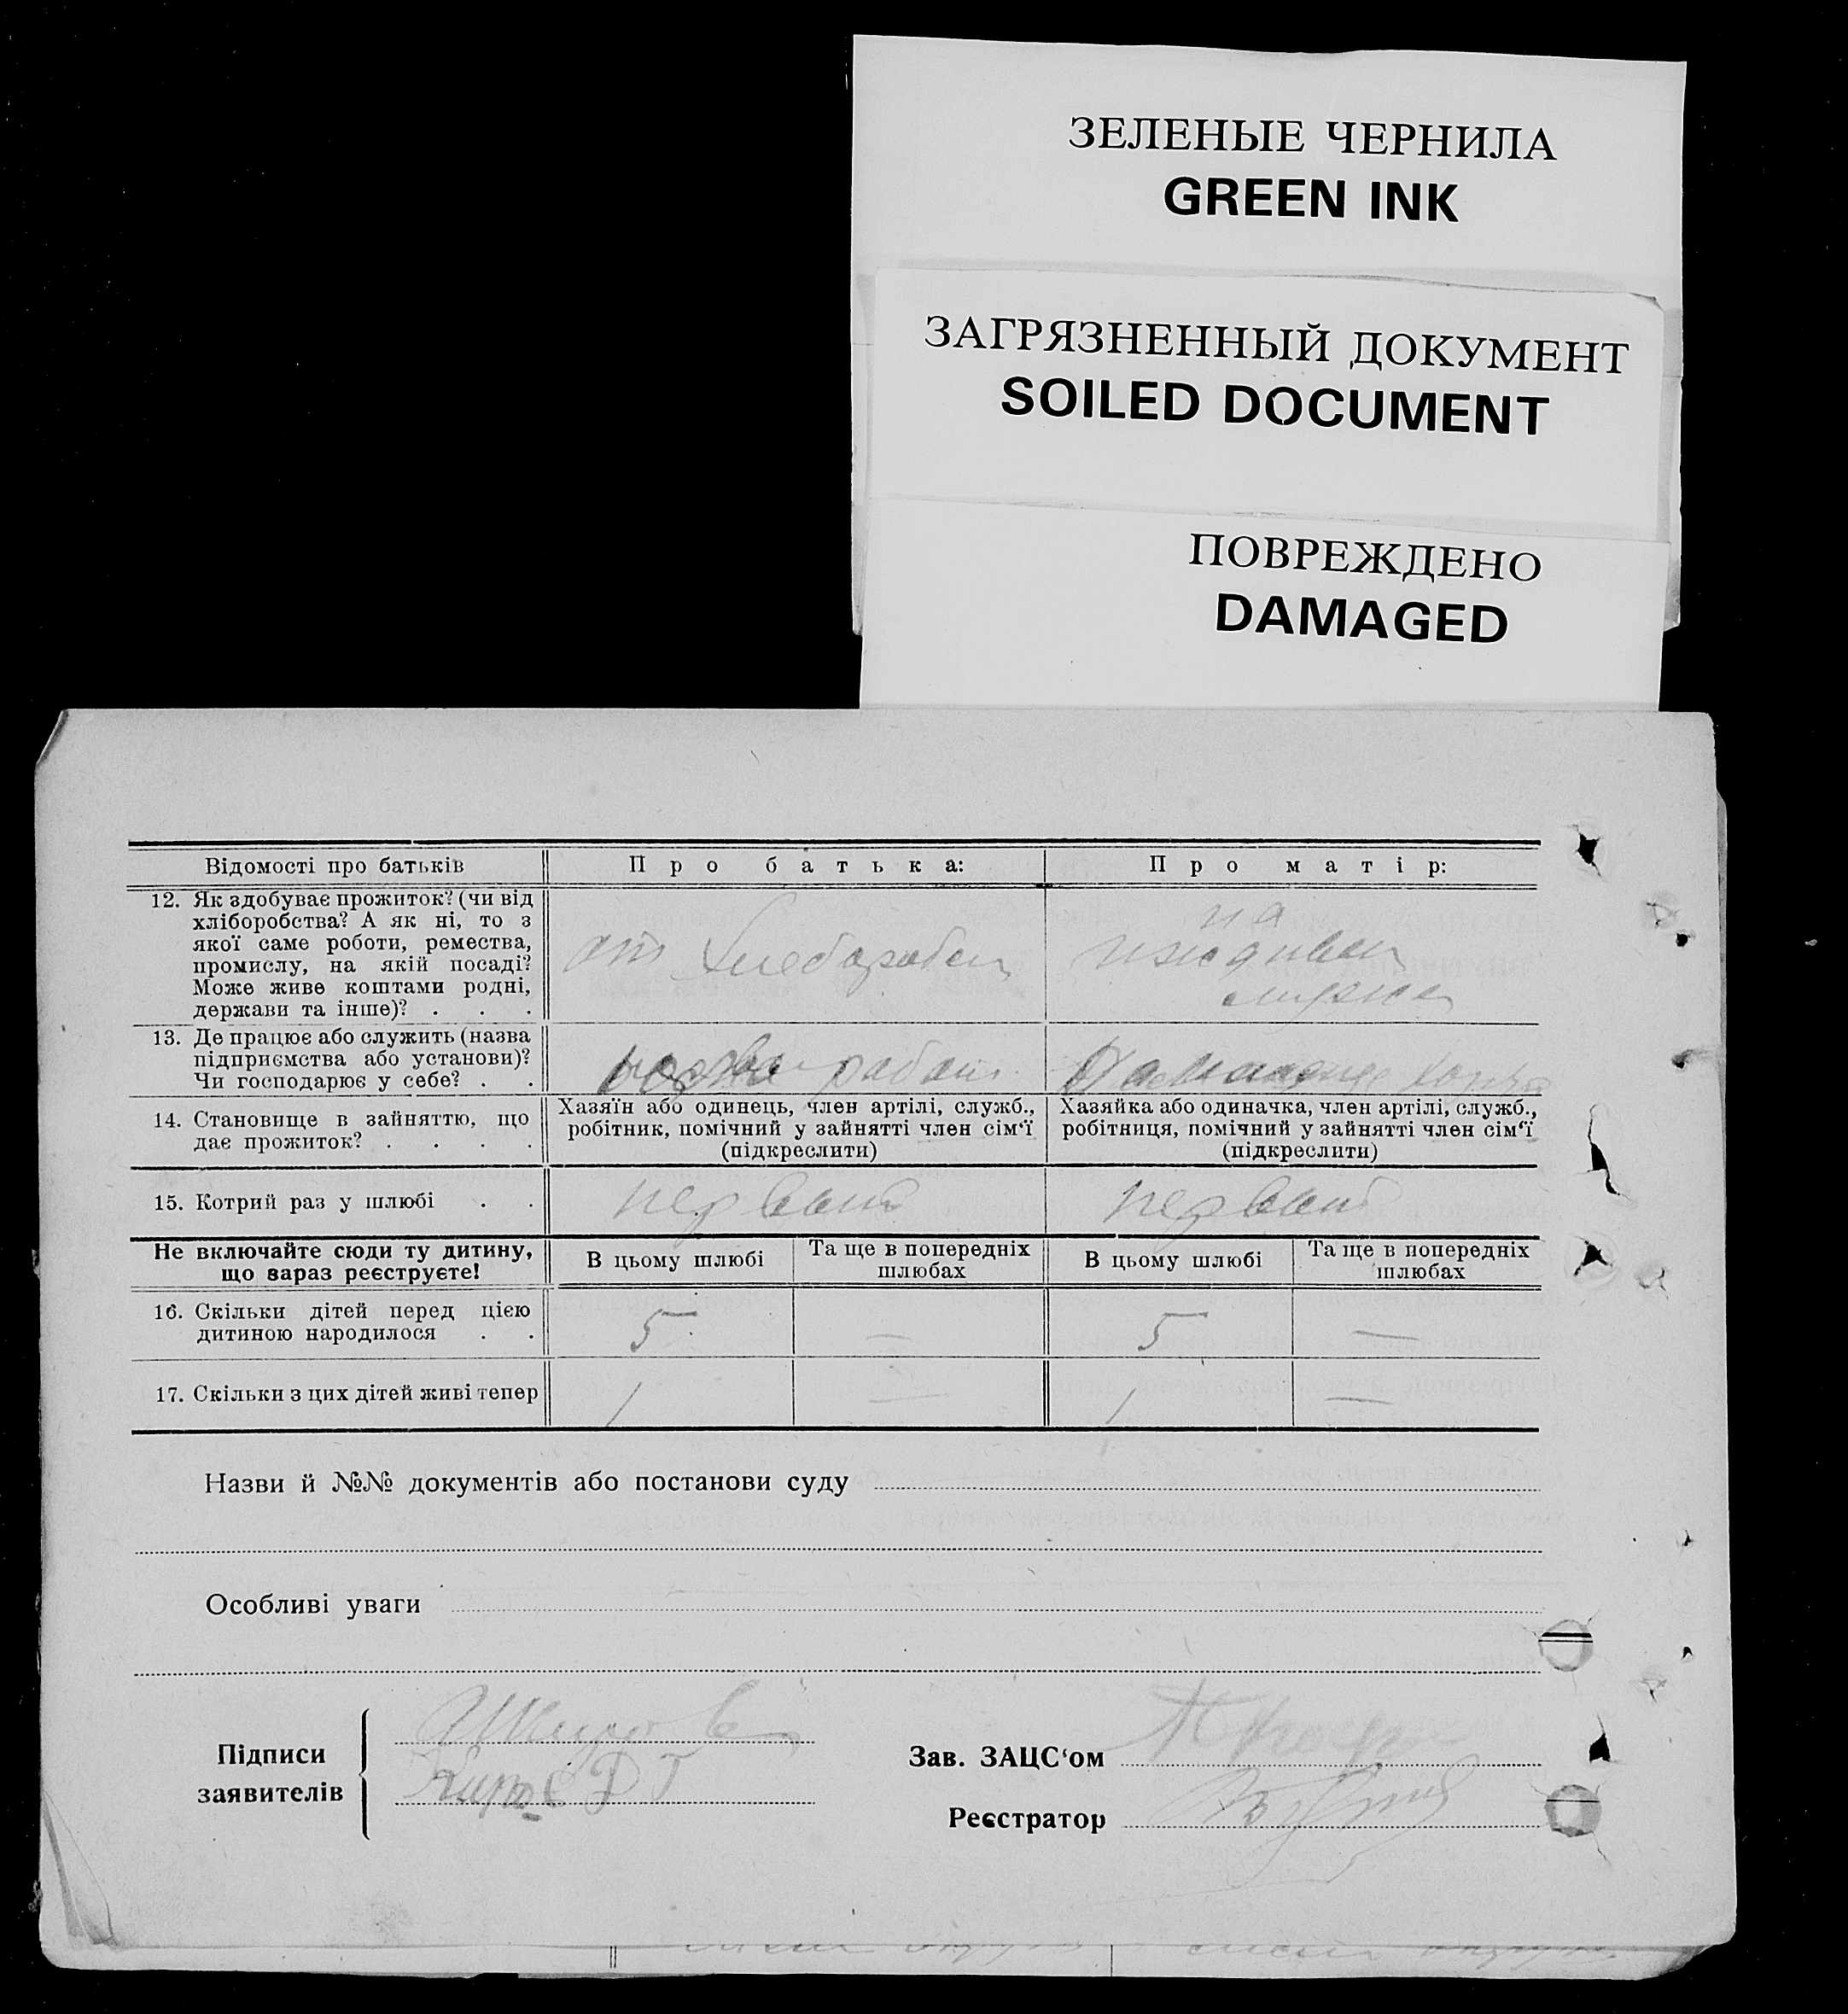 ЗЕЛЕНЫЕ ЧЕРНИЛА
GREEN INK
ЗАГРЯЗНЕННЫЙ ДОКУМЕНТ
SOILED DOCUMENT
ПОВРЕЖДЕНО
DAMAGED
Відомості про батьків
Про батька:
Про матір:
12. Як здобуває прожиток? (чи від
хліборобства? А як ні, то з
якої саме роботи, ремества,
промислу, на якій посаді?
Може живе коштами родні,
держави та інше)? . . .
от
на
иждивен
мужа
13. Де працює або служить (назва
підприємства або установи)?
Чи господарює у себе? . .
14. Становище в зайняттю, що
дає прожиток? . . . .
Хазяїн або одинець, член артілі, служб.,
робітник, помічний у зайнятті член сім‘ї
(підкреслити)
Хазяйка або одиначка, член артілі, служб.,
робітниця, помічний у зайнятті член сім‘ї
(підкреслити)
15. Котрий раз у шлюбі . .
первый
первый
Не включайте сюди ту дитину,
що зараз реєструєте!
В цьому шлюбі
Та ще в попередніх
шлюбах
В цьому шлюбі
Та ще в попередніх
шлюбах
16. Скільки дітей перед цією
дитиною народилося . .
5
—
5
—
17. Скільки з цих дітей живі тепер
1
—
1
—
Назви й №№ документів або постанови суду
Особливі уваги
Підписи
заявителів
Зав. ЗАЦС‘ом
Реєстратор